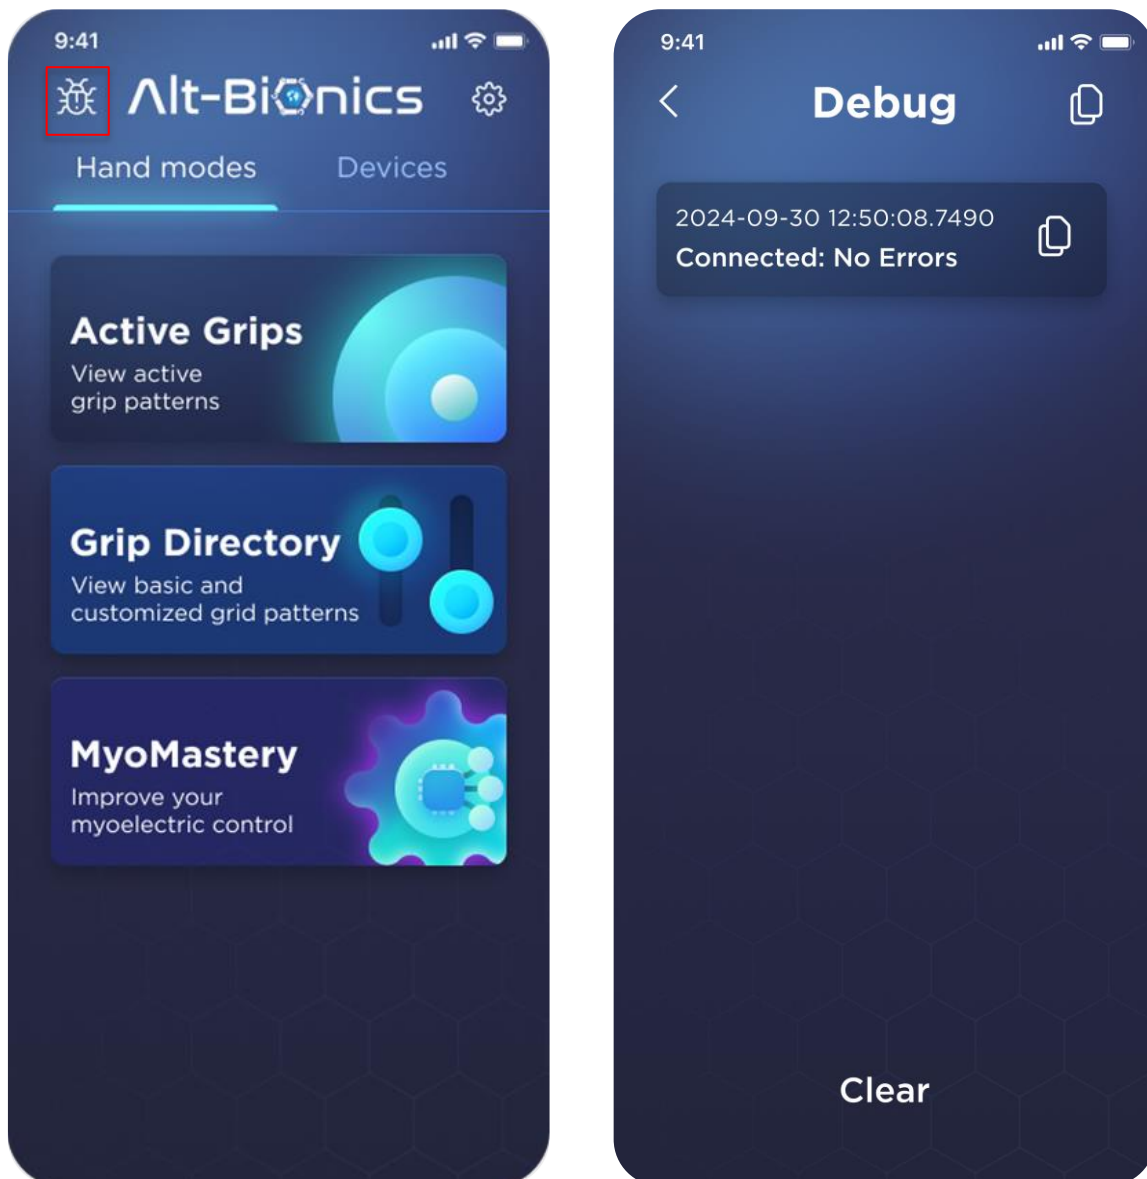 9:41
Alt-Bionics
Hand modes
Devices
Active Grips
View active
grip patterns
Grip Directory
View basic and
customized grid patterns
MyoMastery
Improve your
myoelectric control
9:41
Debug
2024-09-30 12:50:08.7490
Connected: No Errors
Clear